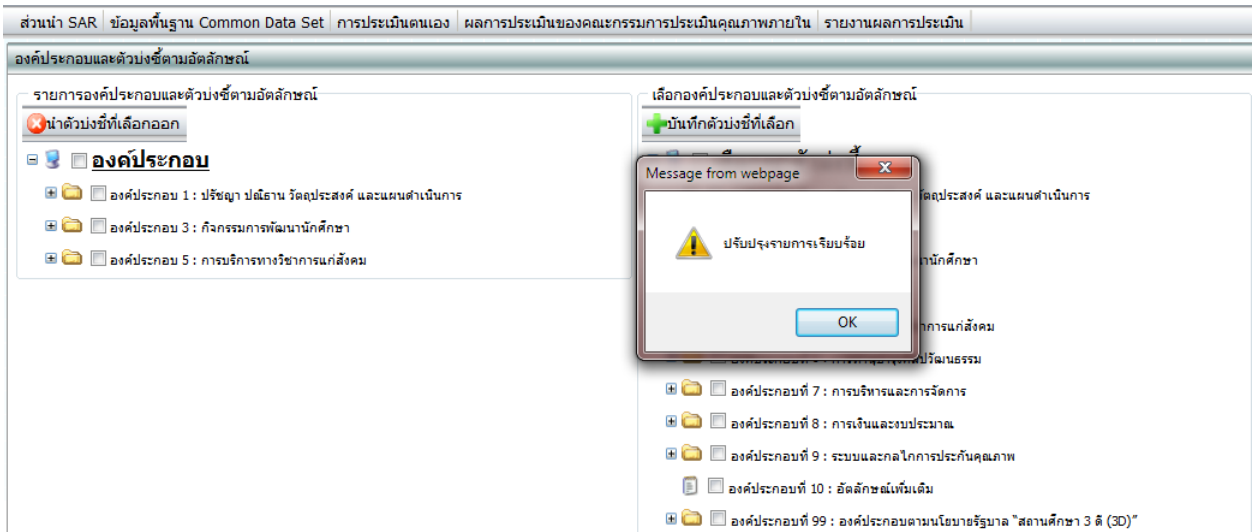 ส่วนนำ SAR ข้อมูลพื้นฐาน Common Data Set การประเมินตนเอง ผลการประเมินของคณะกรรมการประเมินคุณภาพภายใน รายงานผลการประเมิน
องค์ประกอบและตัวบ่งชี้ตามอัตลักษณ์
รายการองค์ประกอบและตัวบ่งชี้ตามอัตลักษณ์
นำตัวบ่งชี้ที่เลือกออก
องค์ประกอบ
องค์ประกอบ 1 : ปรัชญา ปณิธาน วัตถุประสงค์ และแผนดำเนินการ
องค์ประกอบ 3 : กิจกรรมการพัฒนานักศึกษา
องค์ประกอบ 5 : การบริการทางวิชาการแก่สังคม
เลือกองค์ประกอบและตัวบ่งชี้ตามอัตลักษณ์
บันทึกตัวบ่งชี้ที่เลือก
Message from webpage
ปรับปรุงรายการเรียบร้อย
OK
และแผนดำเนินการ
แก่สังคม
องค์ประกอบที่ 7 : การบริหารและการจัดการ
องค์ประกอบที่ 8 : การเงินและงบประมาณ
องค์ประกอบที่ 9 : ระบบและกลไกการประกันคุณภาพ
องค์ประกอบที่ 10 : อัตลักษณ์เพิ่มเติม
องค์ประกอบที่ 99 : องค์ประกอบตามนโยบายรัฐบาล "สถานศึกษา 3 ดี (3D)"